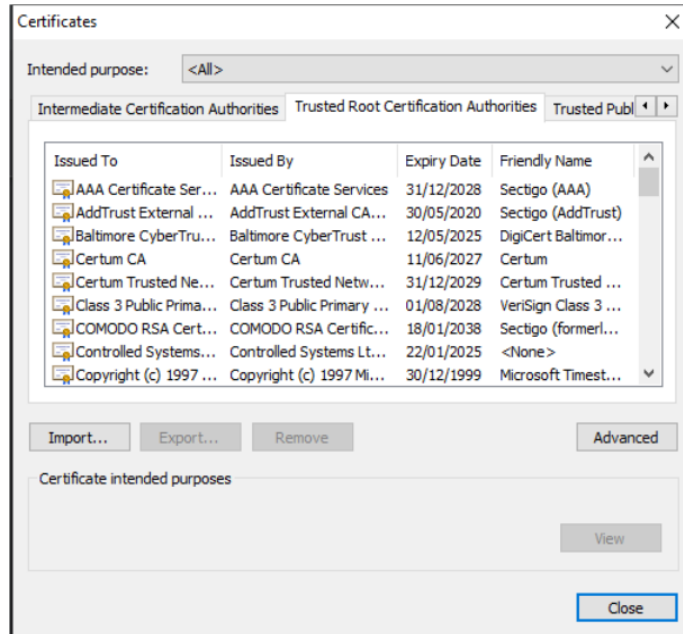 Certificates
Intended purpose: <All>
Intermediate Certification Authorities Trusted Root Certification Authorities Trusted Publ
Issued To Issued By Expiry Date Friendly Name
AAA Certificate Ser... AAA Certificate Services 31/12/2028 Sectigo (AAA)
AddTrust External ... AddTrust External CA... 30/05/2020 Sectigo (AddTrust)
Baltimore CyberTru... Baltimore CyberTrust ... 12/05/2025 DigiCert Baltimor...
Certum CA Certum CA 11/06/2027 Certum
Certum Trusted Ne... Certum Trusted Netw... 31/12/2029 Certum Trusted ...
Class 3 Public Prima... Class 3 Public Primary ... 01/08/2028 VeriSign Class 3 ...
COMODO RSA Cert... COMODO RSA Certific... 18/01/2038 Sectigo (formerl...
Controlled Systems... Controlled Systems Lt... 22/01/2025 <None>
Copyright (c) 1997 ... Copyright (c) 1997 Mi... 30/12/1999 Microsoft Timest...
Import... Export... Remove Advanced
Certificate intended purposes
View
Close